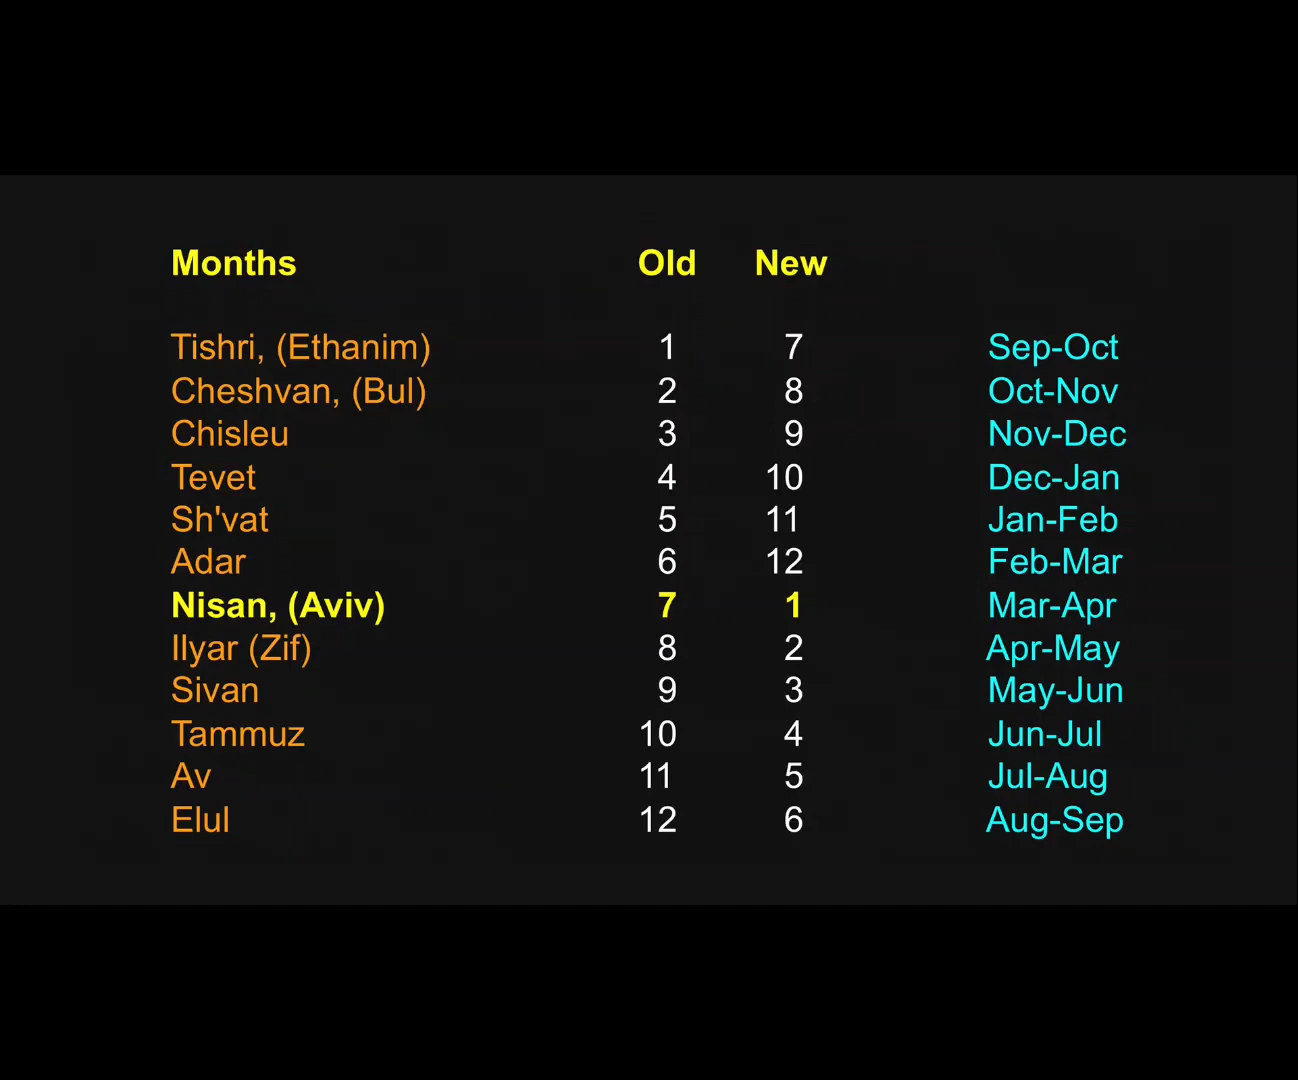 Months Old New
Tishri, (Ethanim) 1 7 Sep-Oct
Cheshvan, (Bul) 2 8 Oct-Nov
Chisleu 3 9 Nov-Dec
Tevet 4 10 Dec-Jan
Sh'vat 5 11 Jan-Feb
Adar 6 12 Feb-Mar
Nisan, (Aviv) 7 1 Mar-Apr
Ilyar (Zif) 8 2 Apr-May
Sivan 9 3 May-Jun
Tammuz 10 4 Jun-Jul
Av 11 5 Jul-Aug
Elul 12 6 Aug-Sep